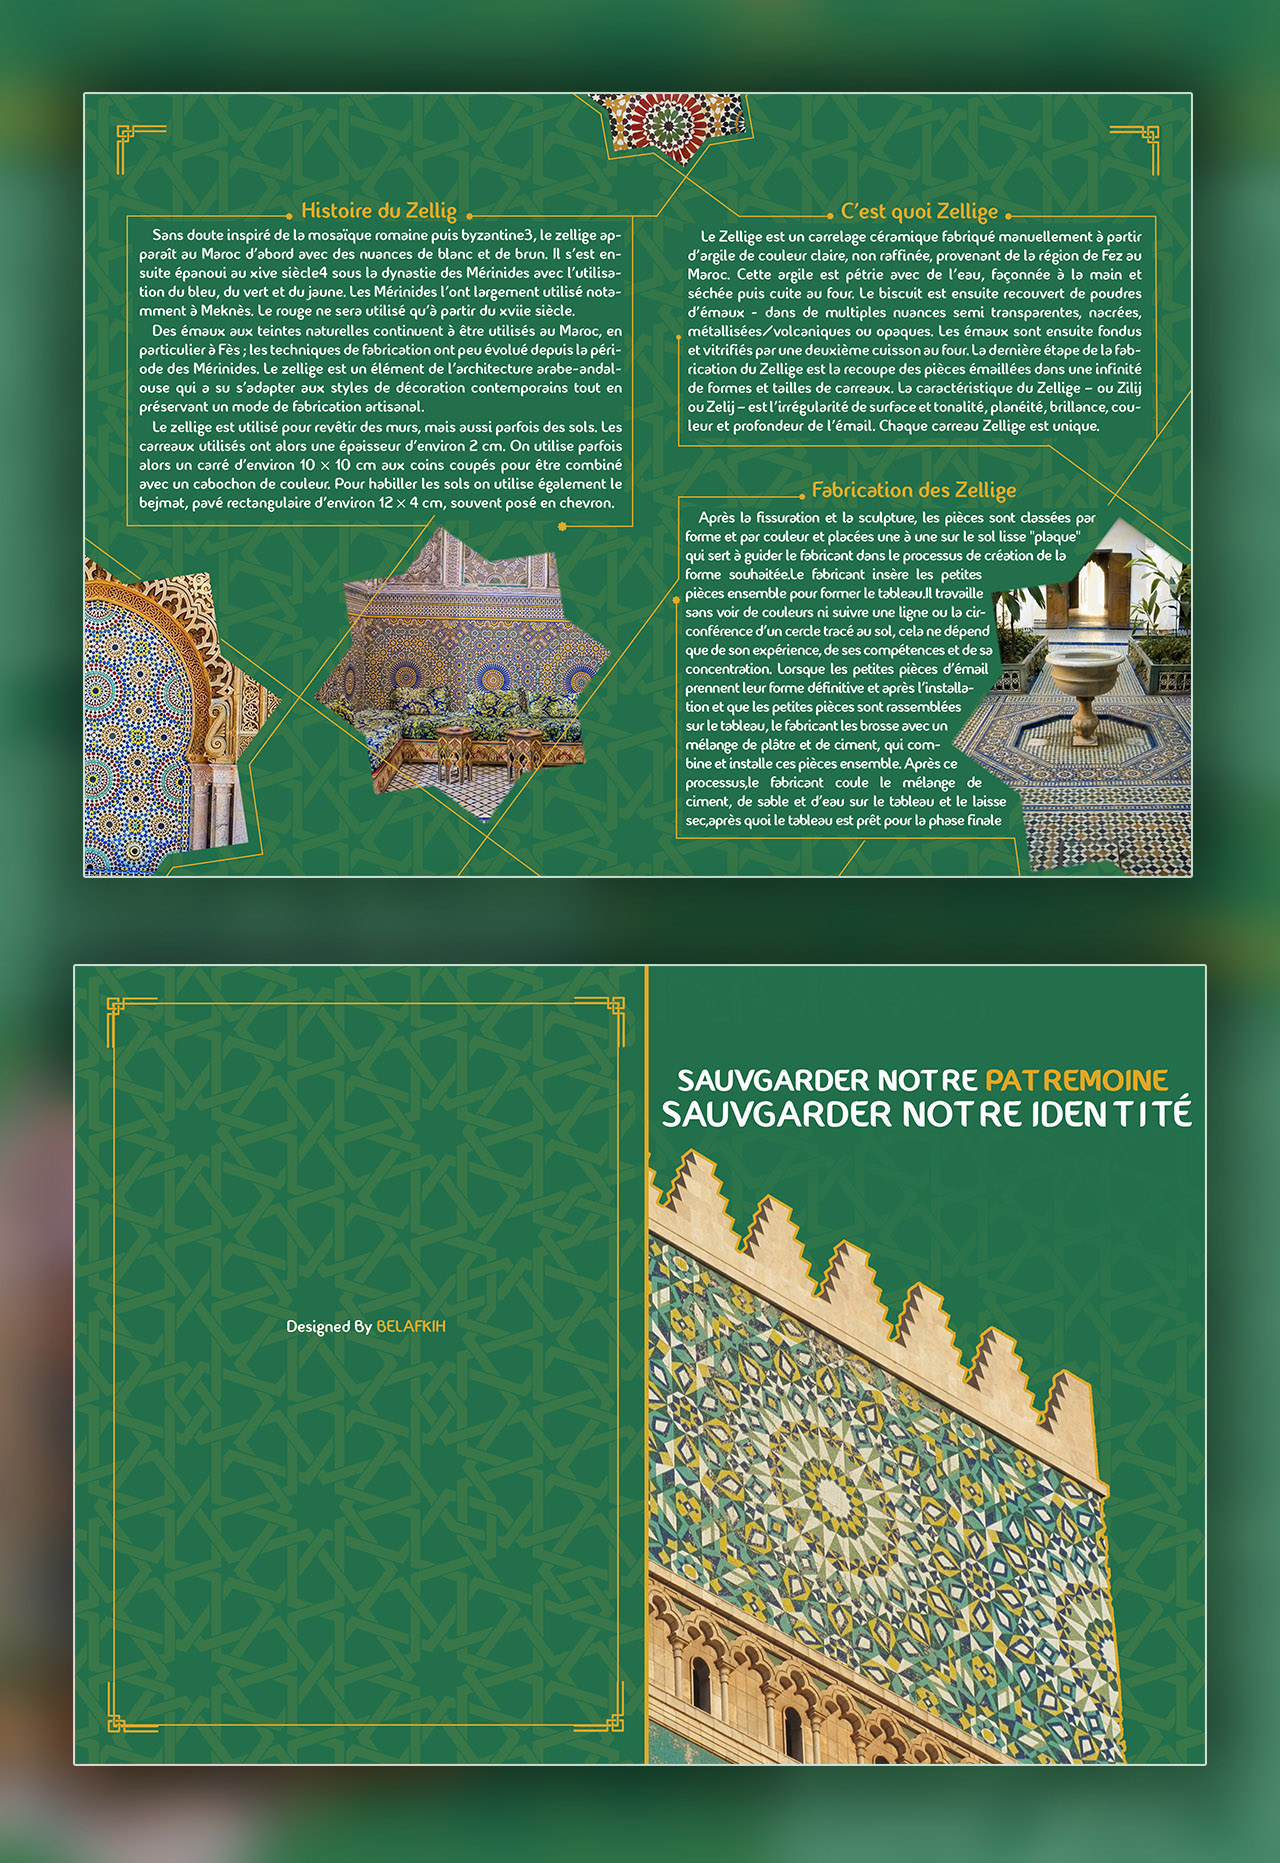 Histoire du Zellig
Sans doute inspiré de la mosaïque romaine puis byzantine3, le zellige ap-
paraît au Maroc d'abord avec des nuances de blanc et de brun. Il s'est en-
suite épanoui au xive siècle4 sous la dynastie des Mérinides avec l'utilisa-
tion du bleu, du vert et du jaune. Les Mérinides l'ont largement utilisé nota-
mment à Meknès. Le rouge ne sera utilisé qu'à partir du xviie siècle.
Des émaux aux teintes naturelles continuent à être utilisés au Maroc, en
particulier à Fès ; les techniques de fabrication ont peu évolué depuis la péri-
ode des Mérinides. Le zellige est un élément de l'architecture arabe-andal-
ouse qui a su s'adapter aux styles de décoration contemporains tout en
préservant un mode de fabrication artisanal.
Le zellige est utilisé pour revêtir des murs, mais aussi parfois des sols. Les
carreaux utilisés ont alors une épaisseur d'environ 2 cm. On utilise parfois
alors un carré d'environ 10 × 10 cm aux coins coupés pour être combiné
avec un cabochon de couleur. Pour habiller les sols on utilise également le
bejmat, pavé rectangulaire d'environ 12 × 4 cm, souvent posé en chevron.
C'est quoi Zellige
Le Zellige est un carrelage céramique fabriqué manuellement à partir
d'argile de couleur claire, non raffinée, provenant de la région de Fez au
Maroc. Cette argile est pétrie avec de l'eau, façonnée à la main et
séchée puis cuite au four. Le biscuit est ensuite recouvert de poudres
d'émaux - dans de multiples nuances semi transparentes, nacrées,
métallisées/volcaniques ou opaques. Les émaux sont ensuite fondus
et vitrifiés par une deuxième cuisson au four. La dernière étape de la fab-
rication du Zellige est la recoupe des pièces émaillées dans une infinité
de formes et tailles de carreaux. La caractéristique du Zellige – ou Zilij
ou Zelij – est l'irrégularité de surface et tonalité, planéité, brillance, cou-
leur et profondeur de l'émail. Chaque carreau Zellige est unique.
Fabrication des Zellige
Après la fissuration et la sculpture, les pièces sont classées par
forme et par couleur et placées une à une sur le sol lisse "plaque"
qui sert à guider le fabricant dans le processus de création de la
forme souhaitée.Le fabricant insère les petites
pièces ensemble pour former le tableau.Il travaille
sans voir de couleurs ni suivre une ligne ou la cir-
conférence d'un cercle tracé au sol, cela ne dépend
que de son expérience, de ses compétences et de sa
concentration. Lorsque les petites pièces d'émail
prennent leur forme définitive et après l'installa-
tion et que les petites pièces sont rassemblées
sur le tableau, le fabricant les brosse avec un
mélange de plâtre et de ciment, qui com-
bine et installe ces pièces ensemble. Après ce
processus,le fabricant coule le mélange de
ciment, de sable et d'eau sur le tableau et le laisse
sec,après quoi le tableau est prêt pour la phase finale
Designed By BELAFKIH
SAUVGARDER NOTRE PATREMOINE
SAUVGARDER NOTRE IDENTITÉ